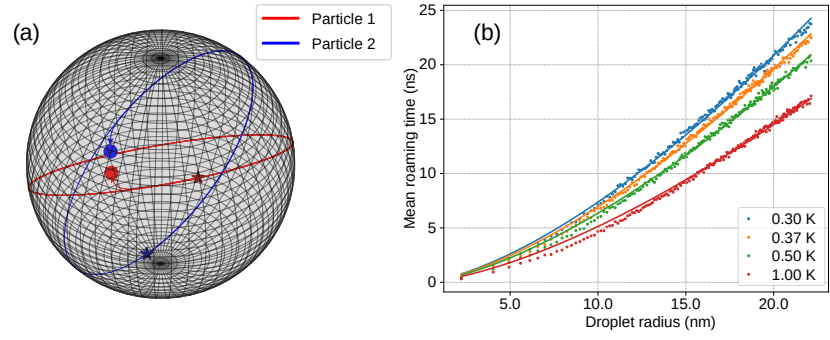 (a)
Particle 1
Particle 2
(b)
Mean roaming time (ns)
25
20
15
10
5
0
5.0
10.0
15.0
20.0
Droplet radius (nm)
0.30 K
0.37 K
0.50 K
1.00 K